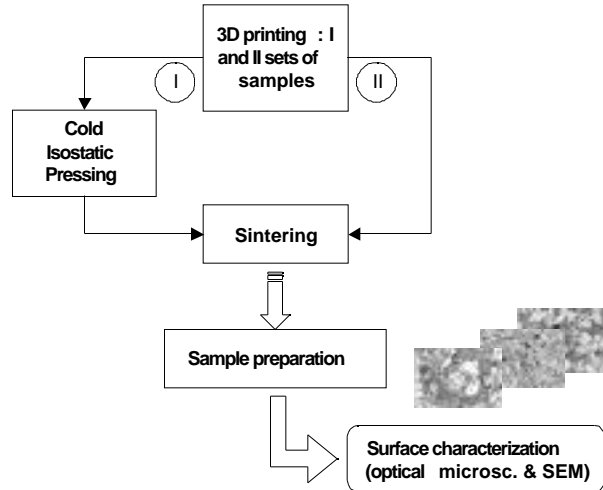 3D printing : I
and II sets of
samples
I
II
Cold
Isostatic
Pressing
Sintering
Sample preparation
Surface characterization
(optical microsc. & SEM)